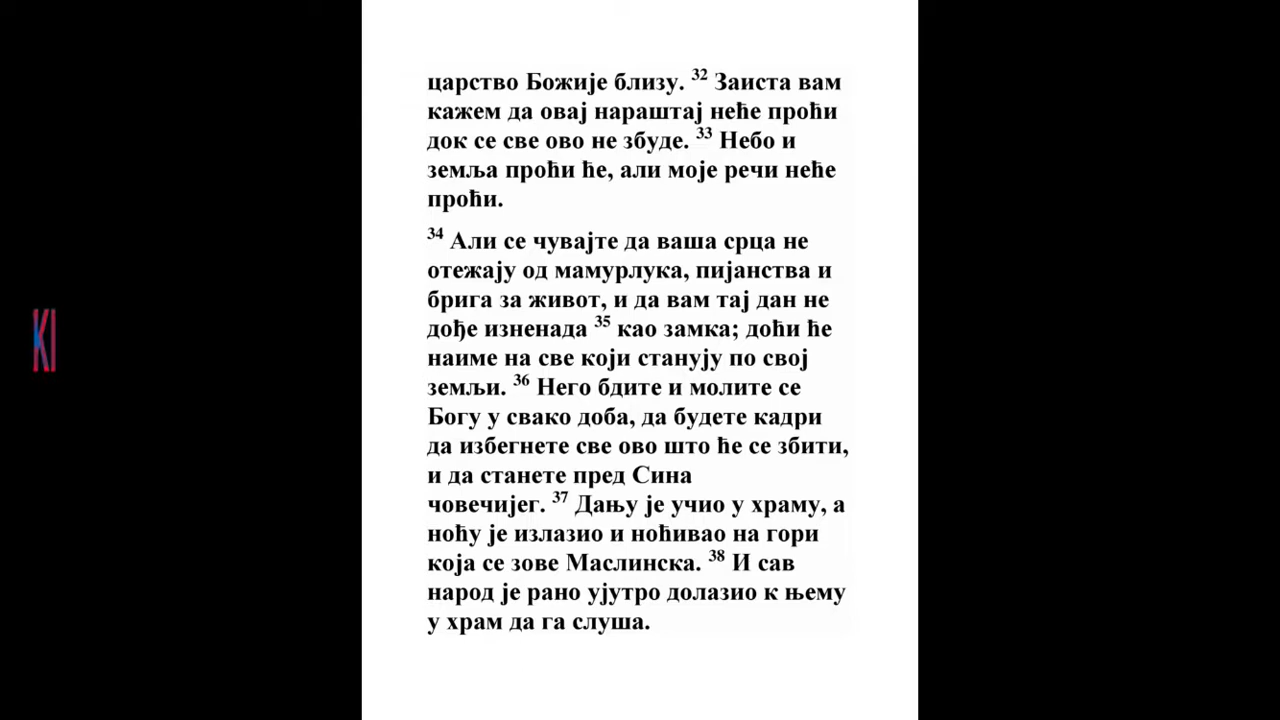 царство Божије близу. 32 Заиста вам
кажем да овај нараштај неће проћи
док се све ово не збуде. 33 Небо и
земља проћи ће, али моје речи неће
проћи.
34 Али се чувајте да ваша срца не
отежају од мамурлука, пијанства и
брига за живот, и да вам тај дан не
дође изненада 35 као замка; доћи ће
наиме на све који станују по свој
земљи. 36 Него бдите и молите се
Богу у свако доба, да будете кадри
да избегнете све ово што ће се збити,
и да станете пред Сина
човечијег. 37 Дању је учио у храму, а
ноћу је излазио и ноћивао на гори
која се зове Маслинска. 38 И сав
народ је рано ујутро долазио к њему
у храм да га слуша.
KI